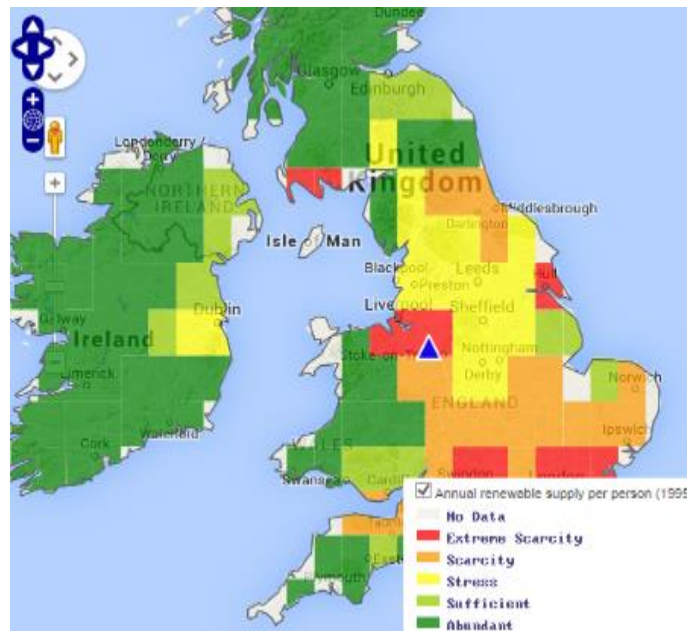 Dundee
Glasgow
Edinburgh
Londonderry /
Derry
United
Kingdom
NORTHERN
IRELAND
Middlesbrough
Darlington
Isle of Man
Blackpool
Leeds
Preston
Hull
Liverpool
Sheffield
Dublin
Galway
Ireland
Stoke-on-Trent
Nottingham
Derby
Limerick
Norwich
ENGLAND
Waterford
Cork
WALES
Ipswich
Swansea
Cardiff
Swindon
London
Plymouth
Annual renewable supply per person (1995
No Data
Extreme Scarcity
Scarcity
Stress
Sufficient
Abundant